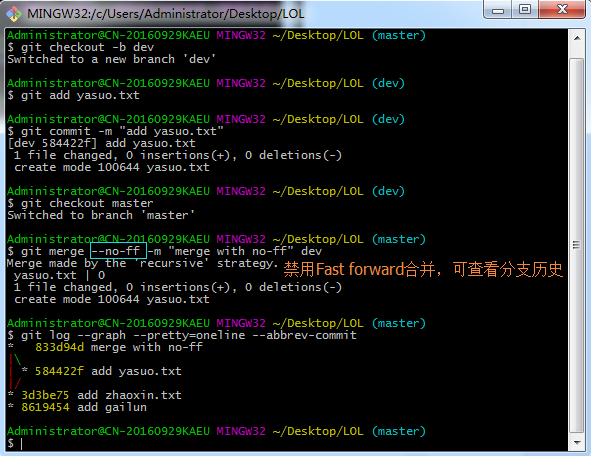 MINGW32:/c/Users/Administrator/Desktop/LOL
Administrator@CN-20160929KAEU MINGW32 ~/Desktop/LOL (master)
$ git checkout -b dev
Switched to a new branch 'dev'
Administrator@CN-20160929KAEU MINGW32 ~/Desktop/LOL (dev)
$ git add yasuo.txt
Administrator@CN-20160929KAEU MINGW32 ~/Desktop/LOL (dev)
$ git commit -m "add yasuo.txt"
[dev 584422f] add yasuo.txt
1 file changed, 0 insertions(+), 0 deletions(-)
create mode 100644 yasuo.txt
Administrator@CN-20160929KAEU MINGW32 ~/Desktop/LOL (dev)
$ git checkout master
Switched to branch 'master'
Administrator@CN-20160929KAEU MINGW32 ~/Desktop/LOL (master)
$ git merge --no-ff -m "merge with no-ff" dev
Merge made by the 'recursive' strategy.
禁用Fast forward合并，可查看分支历史
yasuo.txt | 0
1 file changed, 0 insertions(+), 0 deletions(-)
create mode 100644 yasuo.txt
Administrator@CN-20160929KAEU MINGW32 ~/Desktop/LOL (master)
$ git log --graph --pretty=oneline --abbrev-commit
*   833d94d merge with no-ff
|\
| * 584422f add yasuo.txt
|/
* 3d3be75 add zhaoxin.txt
* 8619454 add gailun
Administrator@CN-20160929KAEU MINGW32 ~/Desktop/LOL (master)
$